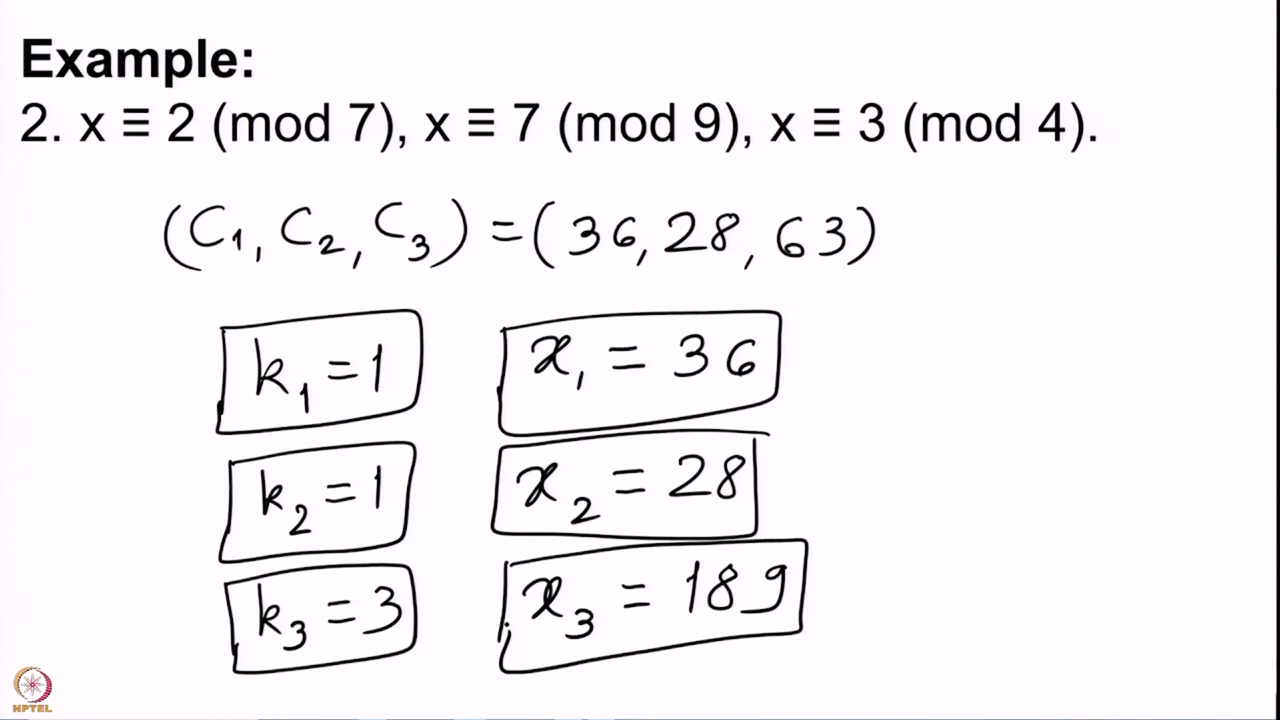 Example:
2. x ≡ 2 (mod 7), x ≡ 7 (mod 9), x ≡ 3 (mod 4).
(C₁, C₂, C₃) = (36, 28, 63)
k₁ = 1 x₁ = 36
k₂ = 1 x₂ = 28
k₃ = 3 x₃ = 189
NPTEL